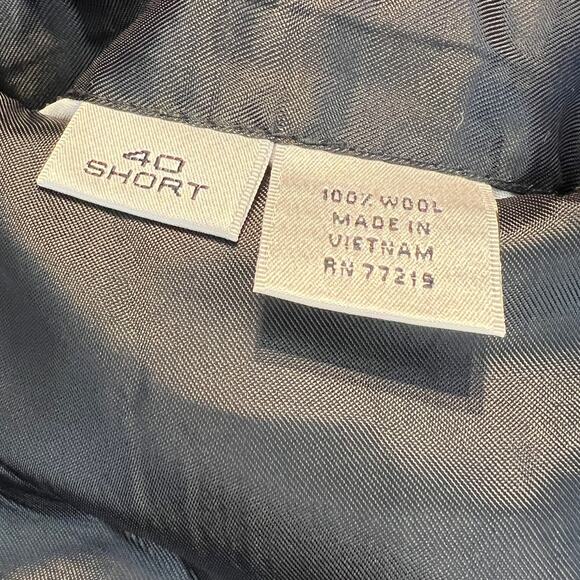 40
SHORT
100% WOOL
MADE IN
VIETNAM
RN 77219